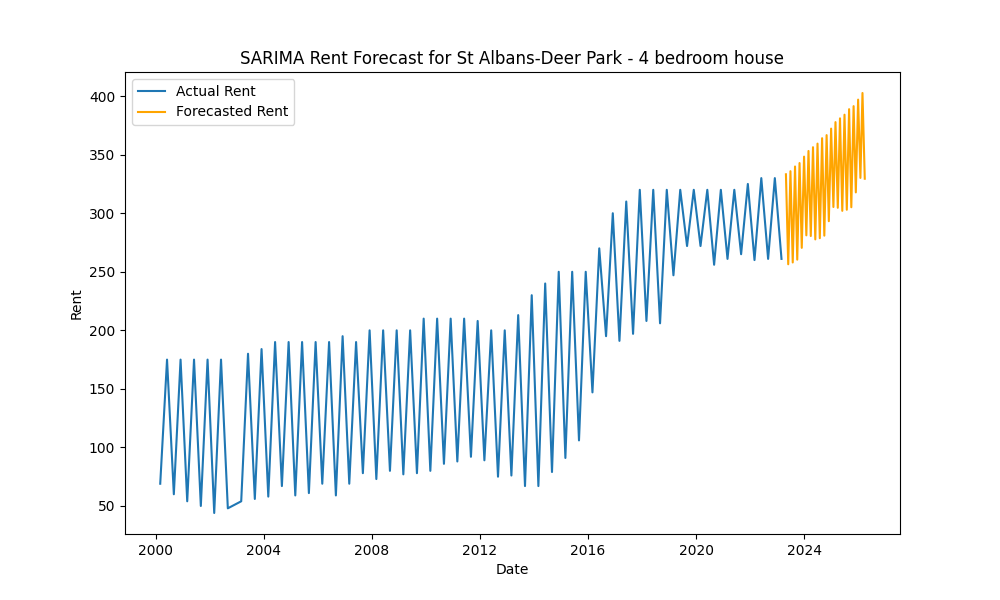 SARIMA Rent Forecast for St Albans-Deer Park - 4 bedroom house
Actual Rent
Forecasted Rent
400
350
300
250
200
150
100
50
Rent
2000 2004 2008 2012 2016 2020 2024
Date